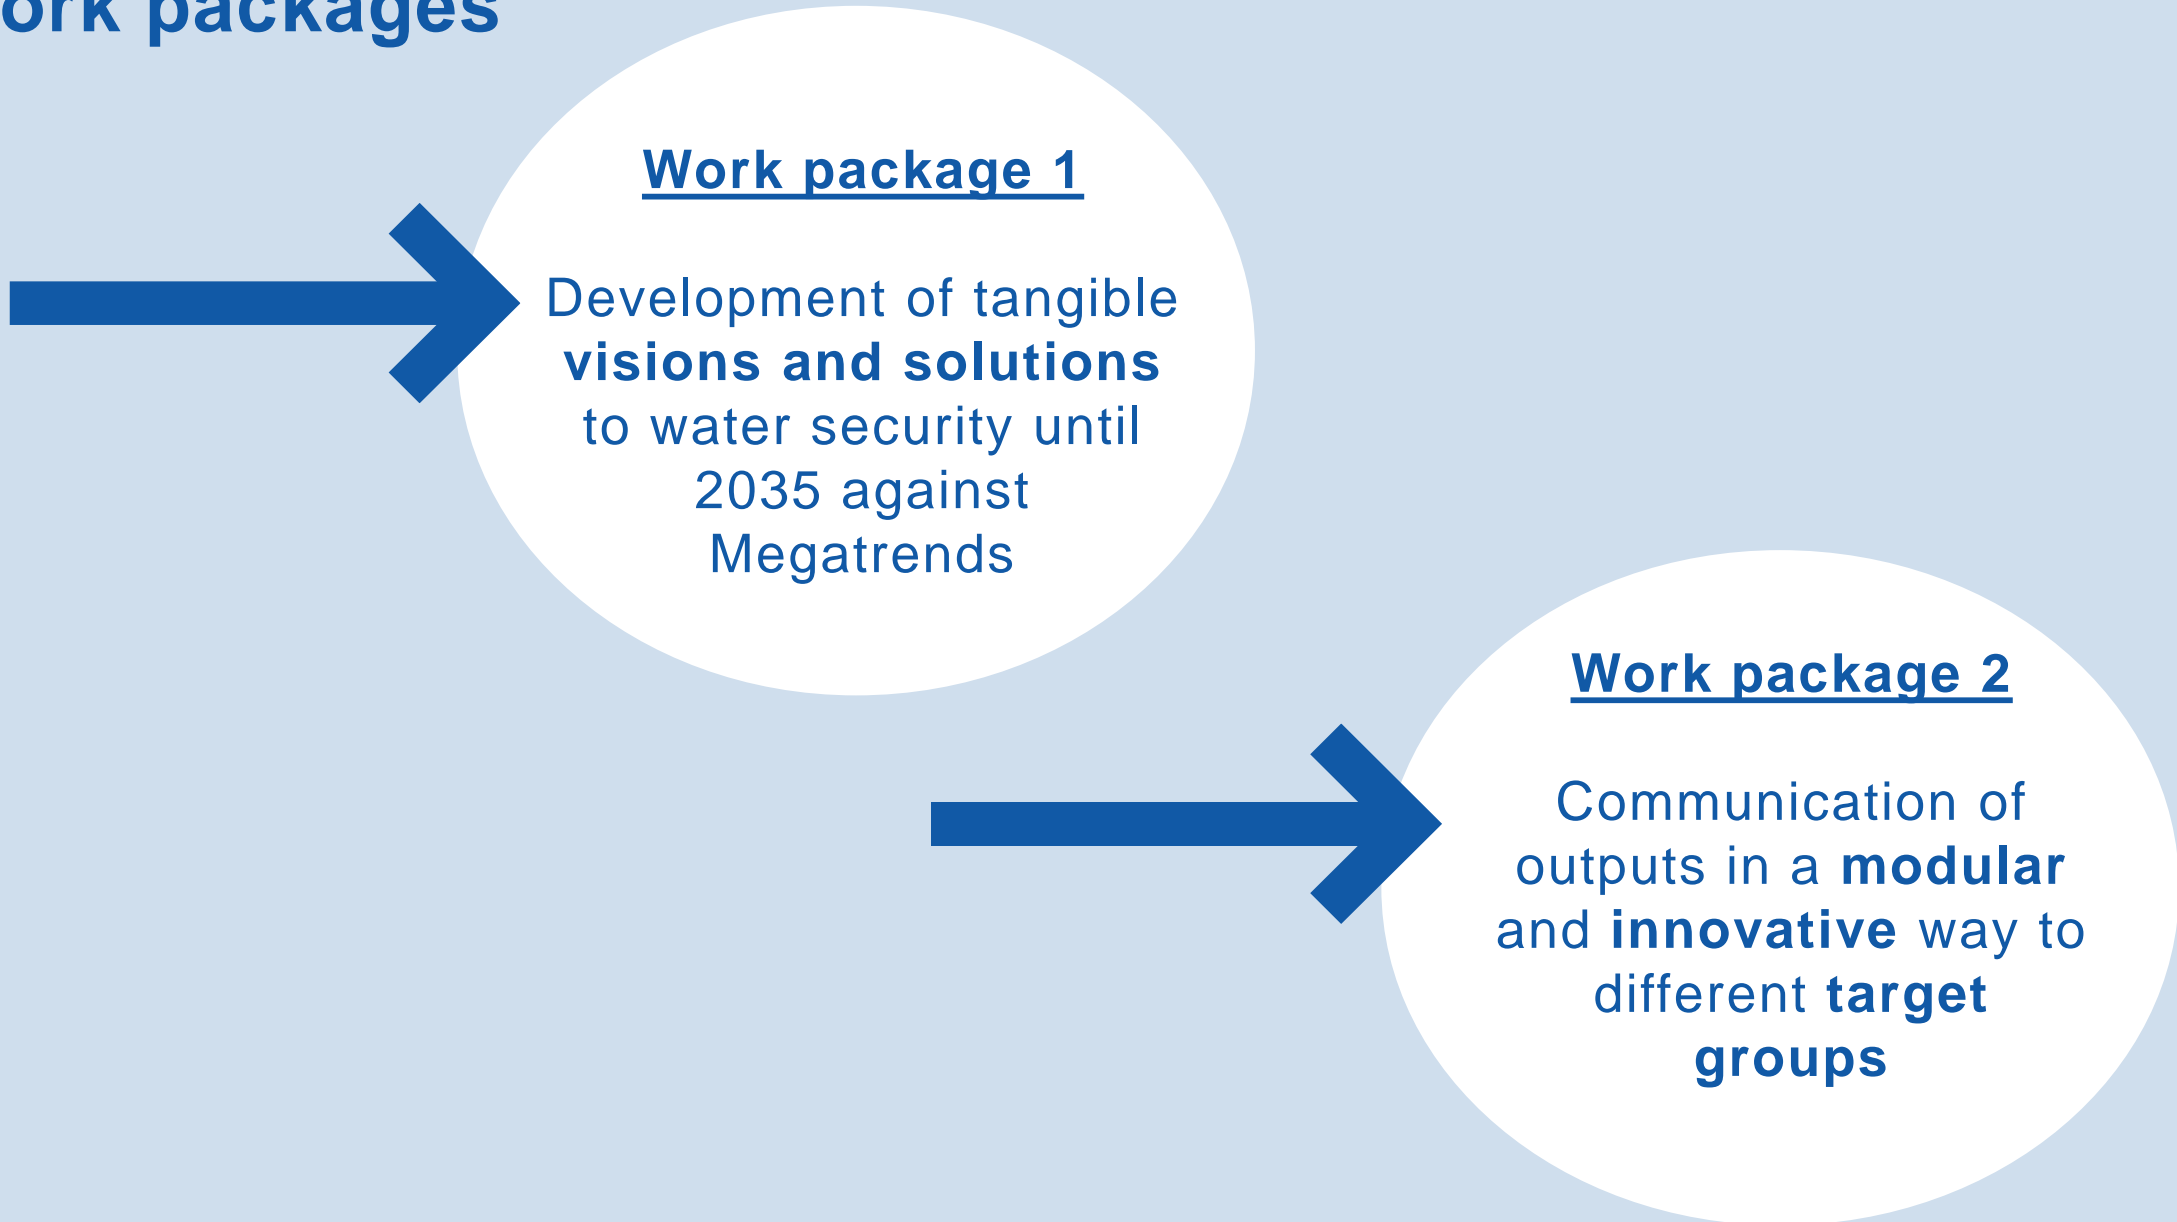 ork packages
Work package 1
Development of tangible
visions and solutions
to water security until
2035 against
Megatrends
Work package 2
Communication of
outputs in a modular
and innovative way to
different target
groups